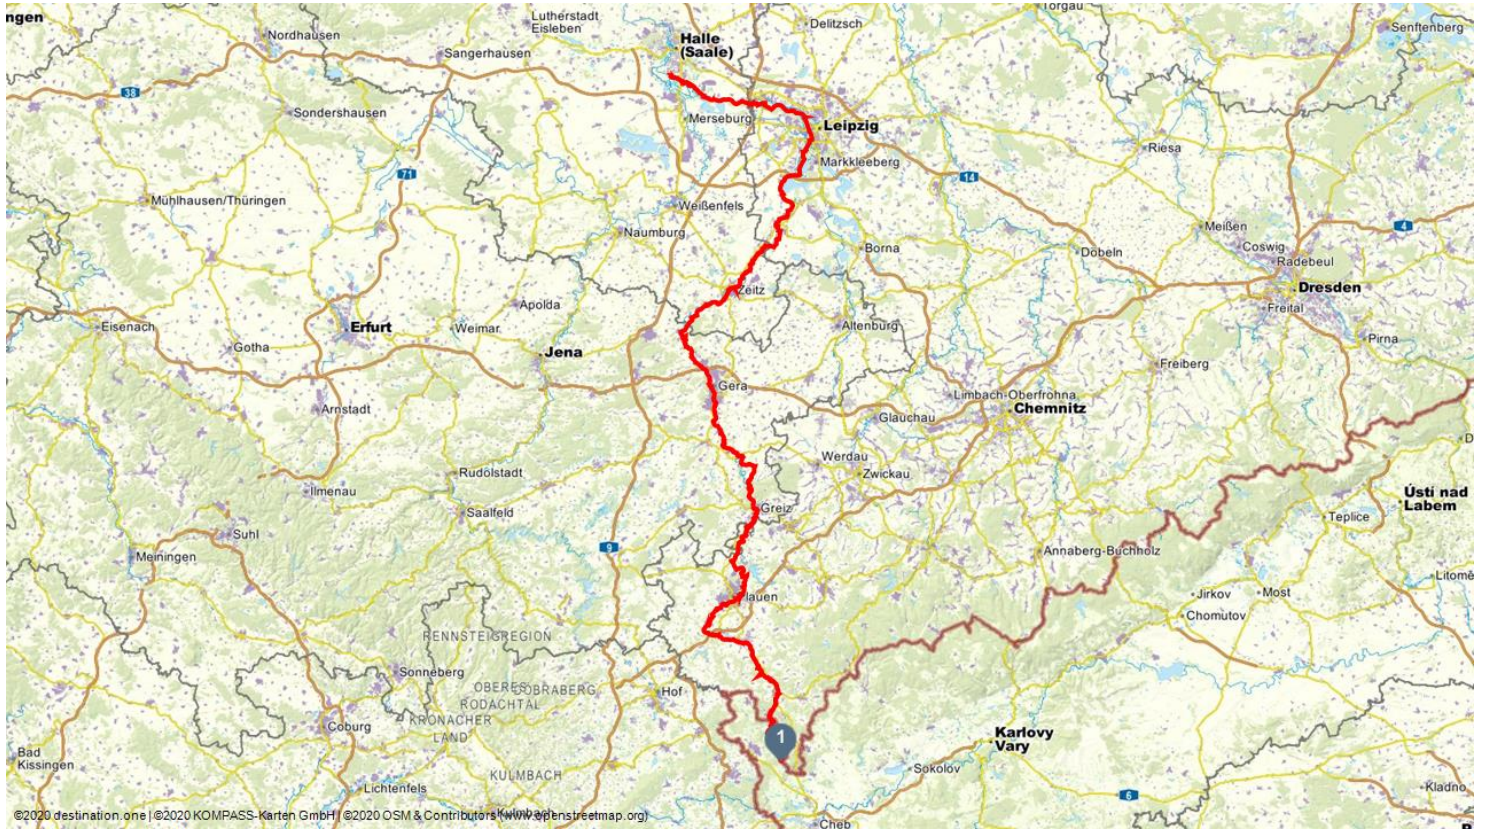 ngen
Nordhausen
Lutherstadt
Eisleben
Delitzsch
Torgau
Senftenberg
Halle
(Saale)
Sangerhausen
38
Sondershausen
Merseburg
Leipzig
Riesa
Markkleeberg
71
14
Mühlhausen/Thüringen
Weißenfels
Naumburg
Meißen
4
Borna
Döbeln
Coswig
Radebeul
Zeitz
Dresden
Apolda
Freital
Eisenach
Erfurt
Weimar
Altenburg
Gotha
Jena
Pirna
Freiberg
Gera
Limbach-Oberfrohna
Chemnitz
Arnstadt
Glauchau
D
Werdau
Rudolstadt
Zwickau
Ilmenau
Ústí nad
Labem
Saalfeld
Greiz
Teplice
Suhl
9
Meiningen
Annaberg-Buchholz
Litomě
lauen
Jirkov
Most
Chomutov
RENNSTEIGREGION
Sonneberg
OBERES
DOBRABERG
RODACHTAL
Hof
KRONACHER
LAND
Coburg
1
Karlovy
Vary
Bad
Kissingen
KULMBACH
Sokolov
Lichtenfels
6
Kladno
Kulmbach
©2020 destination.one | ©2020 KOMPASS-Karten GmbH | ©2020 OSM & Contributors (www.openstreetmap.org)
Cheb